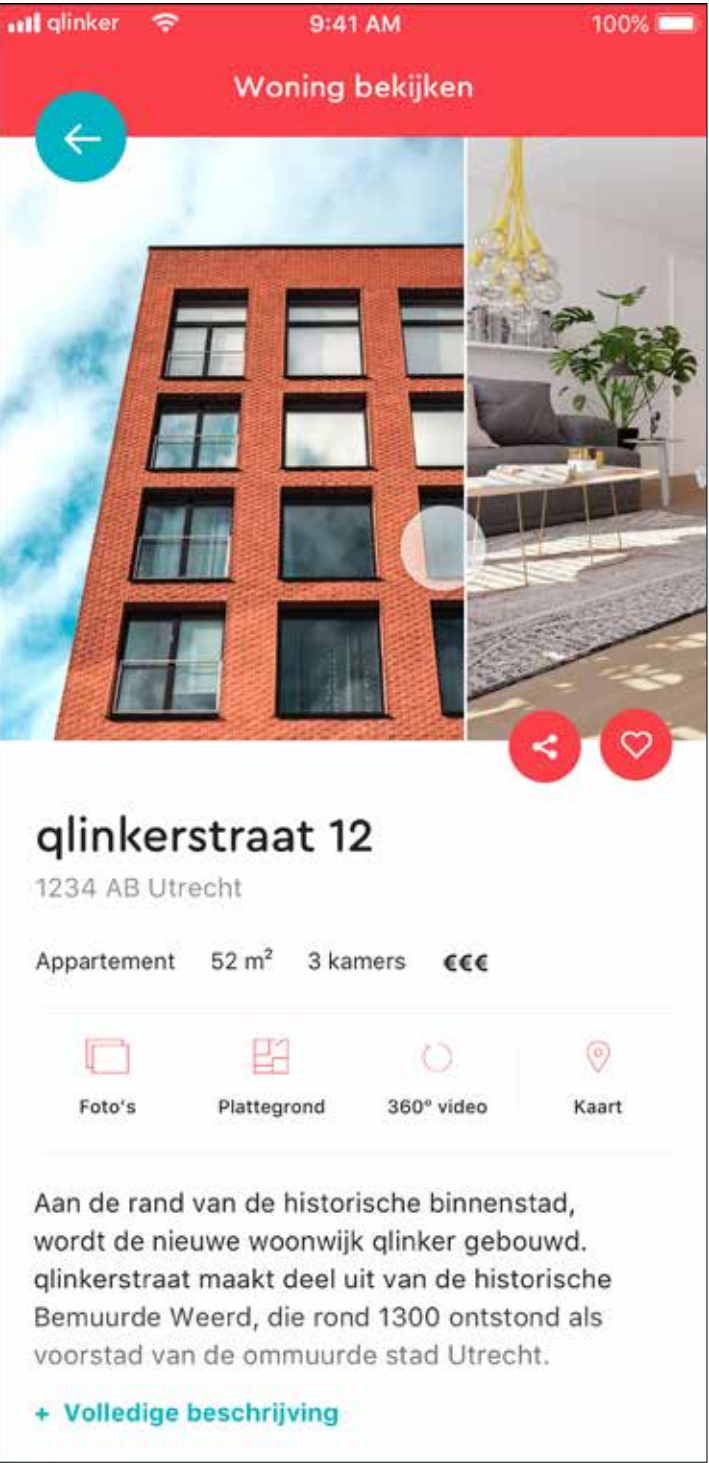 qlinker 9:41 AM 100%
Woning bekijken
qlinkerstraat 12
1234 AB Utrecht
Appartement 52 m² 3 kamers €€€
Foto's Plattegrond 360° video Kaart
Aan de rand van de historische binnenstad,
wordt de nieuwe woonwijk qlinker gebouwd.
qlinkerstraat maakt deel uit van de historische
Bemuurde Weerd, die rond 1300 ontstond als
voorstad van de ommuurde stad Utrecht.
+ Volledige beschrijving